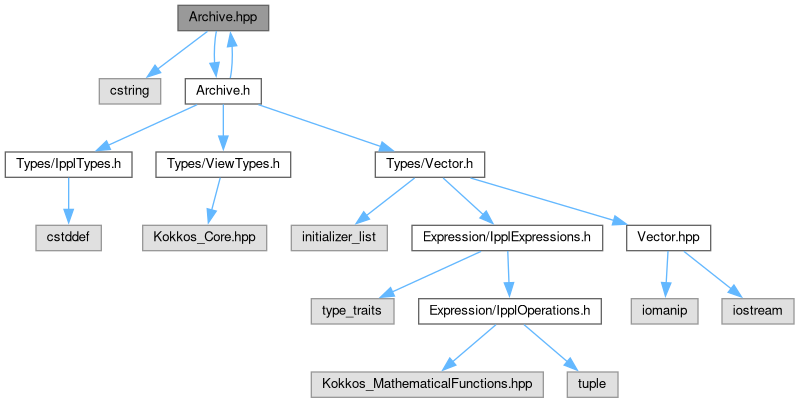 Archive.hpp
cstring
Archive.h
Types/IpplTypes.h
Types/ViewTypes.h
Types/Vector.h
cstddef
Kokkos_Core.hpp
initializer_list
Expression/IpplExpressions.h
Vector.hpp
type_traits
Expression/IpplOperations.h
iomanip
iostream
Kokkos_MathematicalFunctions.hpp
tuple